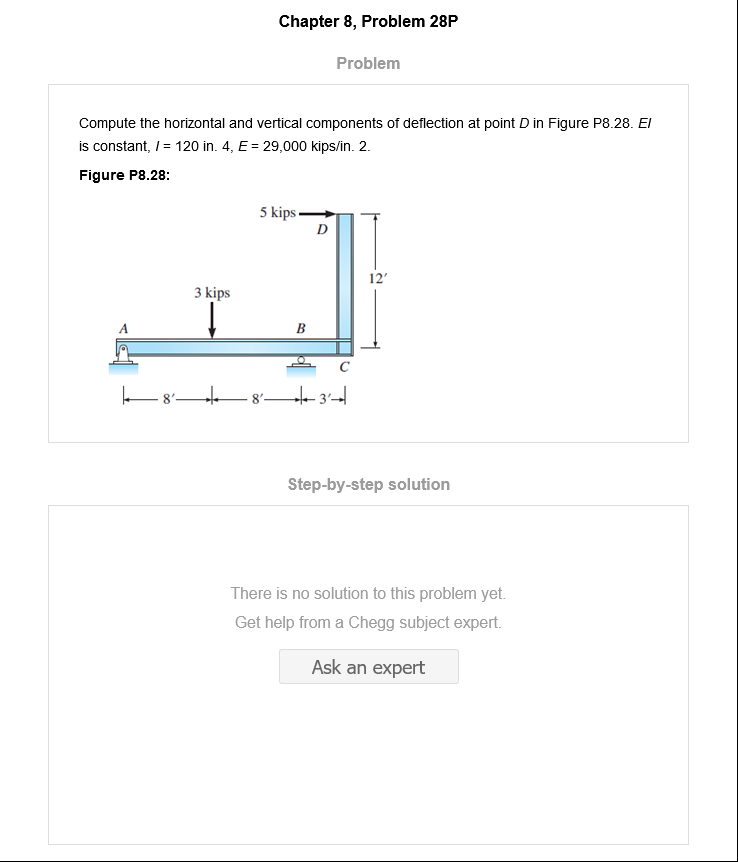 Chapter 8, Problem 28P
Problem
Compute the horizontal and vertical components of deflection at point D in Figure P8.28. EI
is constant, I = 120 in. 4, E = 29,000 kips/in. 2.
Figure P8.28:
5 kips
D
12′
3 kips
A
B
C
8′
8′
3′
Step-by-step solution
There is no solution to this problem yet.
Get help from a Chegg subject expert.
Ask an expert